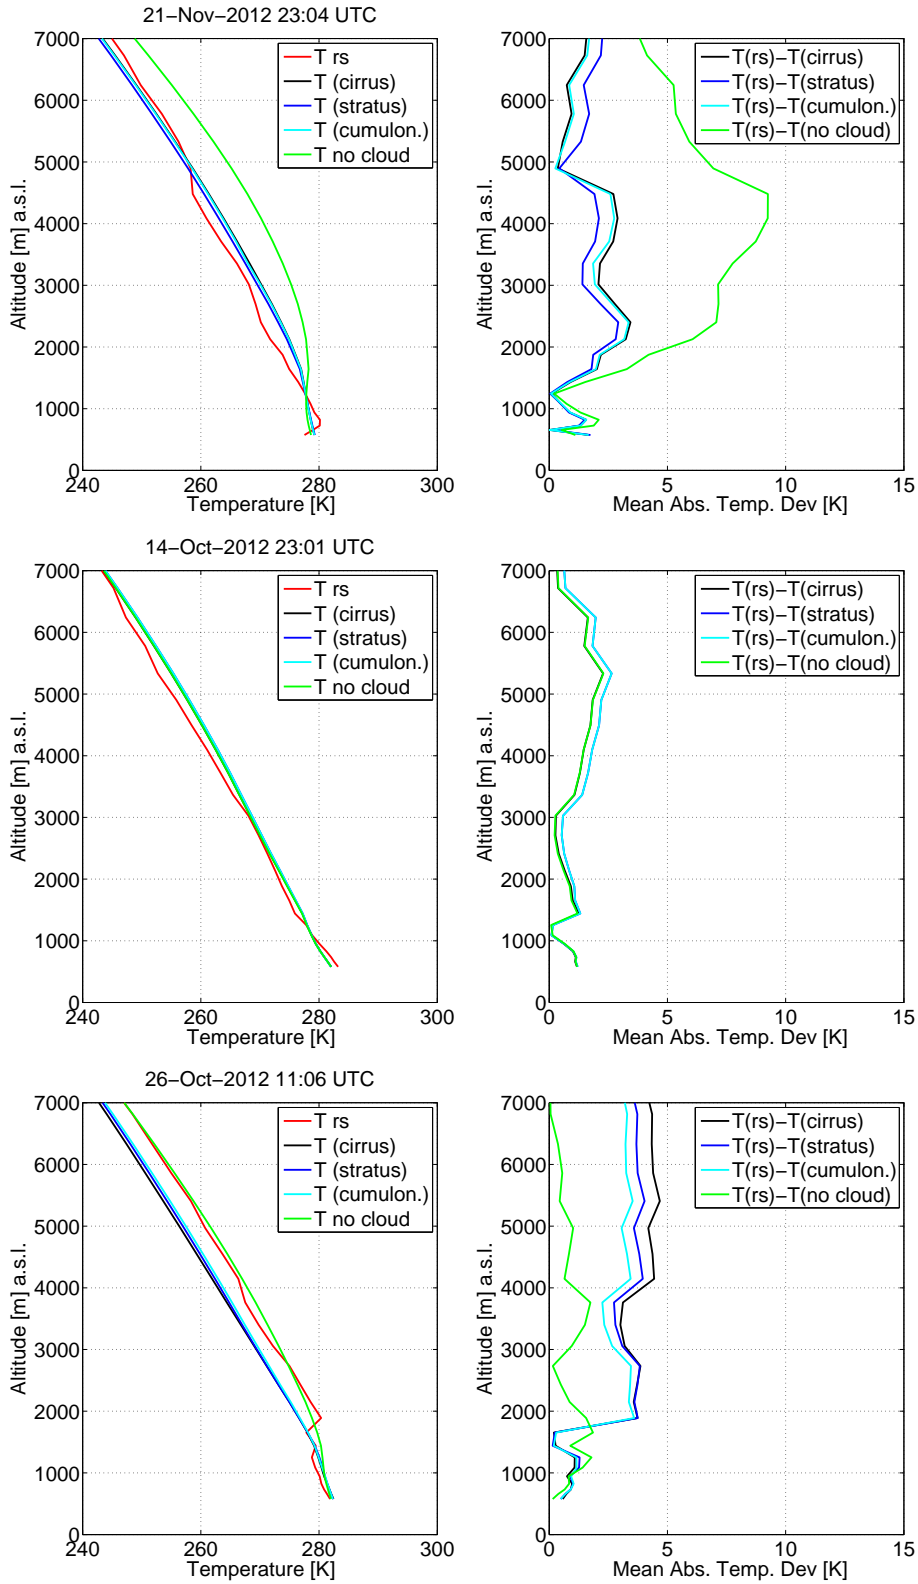 21−Nov−2012 23:04 UTC
7000
6000
5000
4000
3000
2000
1000
0
Altitude [m] a.s.l.
240
260
280
300
Temperature [K]
T rs
T (cirrus)
T (stratus)
T (cumulon.)
T no cloud
7000
6000
5000
4000
3000
2000
1000
0
Altitude [m] a.s.l.
0
5
10
15
Mean Abs. Temp. Dev [K]
T(rs)−T(cirrus)
T(rs)−T(stratus)
T(rs)−T(cumulon.)
T(rs)−T(no cloud)
14−Oct−2012 23:01 UTC
7000
6000
5000
4000
3000
2000
1000
0
Altitude [m] a.s.l.
240
260
280
300
Temperature [K]
T rs
T (cirrus)
T (stratus)
T (cumulon.)
T no cloud
7000
6000
5000
4000
3000
2000
1000
0
Altitude [m] a.s.l.
0
5
10
15
Mean Abs. Temp. Dev [K]
T(rs)−T(cirrus)
T(rs)−T(stratus)
T(rs)−T(cumulon.)
T(rs)−T(no cloud)
26−Oct−2012 11:06 UTC
7000
6000
5000
4000
3000
2000
1000
0
Altitude [m] a.s.l.
240
260
280
300
Temperature [K]
T rs
T (cirrus)
T (stratus)
T (cumulon.)
T no cloud
7000
6000
5000
4000
3000
2000
1000
0
Altitude [m] a.s.l.
0
5
10
15
Mean Abs. Temp. Dev [K]
T(rs)−T(cirrus)
T(rs)−T(stratus)
T(rs)−T(cumulon.)
T(rs)−T(no cloud)